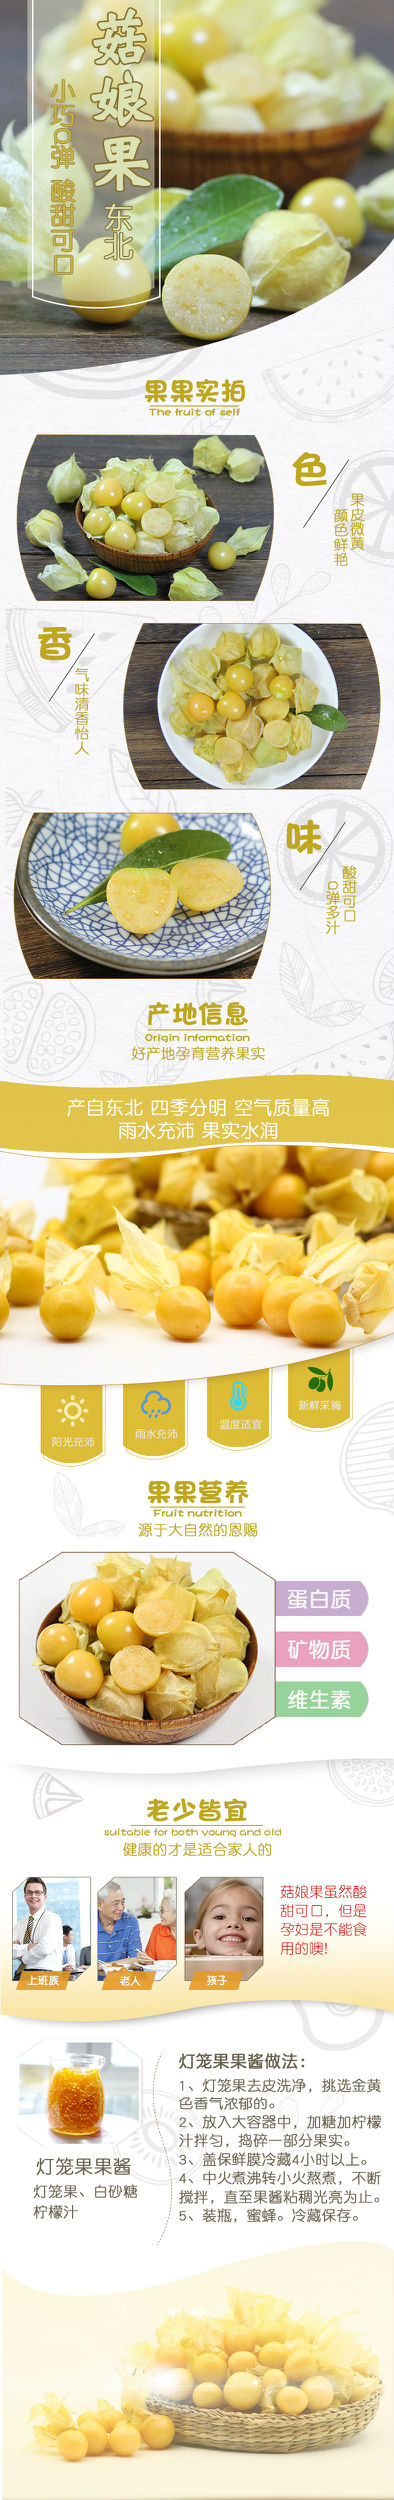 菇娘果
东北
小巧Q弹 酸甜可口
果果实拍
The fruit of self
色
果皮微黄
颜色鲜艳
香
气味清香怡人
味
酸甜可口
Q弹多汁
产地信息
Origin information
好产地孕育营养果实
产自东北 四季分明 空气质量高
雨水充沛 果实水润
阳光充沛
雨水充沛
温度适宜
新鲜采摘
果果营养
Fruit nutrition
源于大自然的恩赐
蛋白质
矿物质
维生素
老少皆宜
suitable for both young and old
健康的才是适合家人的
上班族
老人
孩子
菇娘果虽然酸
甜可口，但是
孕妇是不能食
用的噢!
灯笼果果酱
灯笼果、白砂糖
柠檬汁
灯笼果果酱做法：
1、灯笼果去皮洗净，挑选金黄
色香气浓郁的。
2、放入大容器中，加糖加柠檬
汁拌匀，捣碎一部分果实。
3、盖保鲜膜冷藏4小时以上。
4、中火煮沸转小火熬煮，不断
搅拌，直至果酱粘稠光亮为止。
5、装瓶，蜜蜂。冷藏保存。